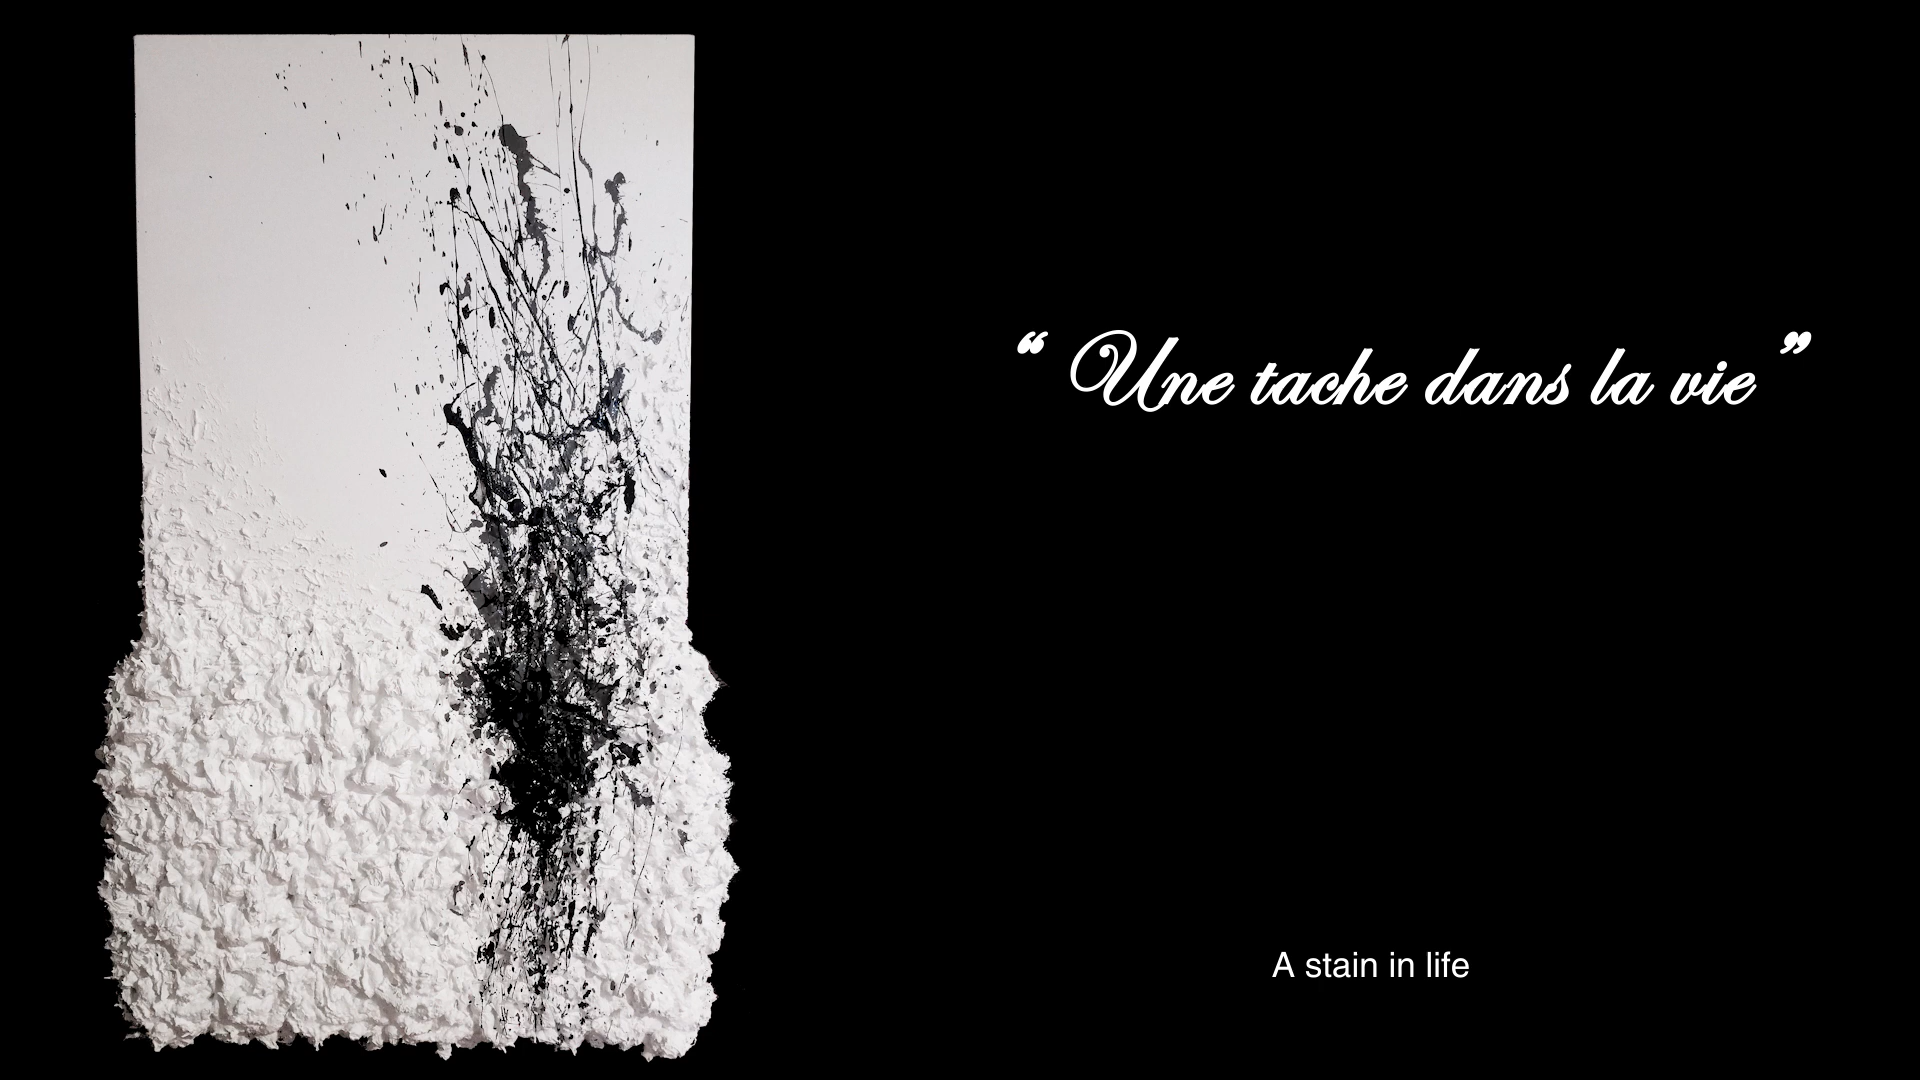 “ Une tache dans la vie ”
A stain in life